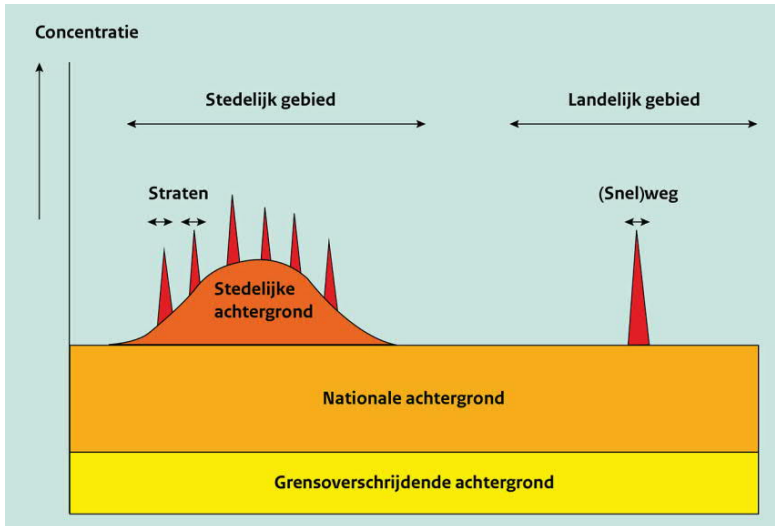 Concentratie
Stedelijk gebied
Landelijk gebied
Straten
(Snel)weg
Stedelijke
achtergrond
Nationale achtergrond
Grensoverschrijdende achtergrond